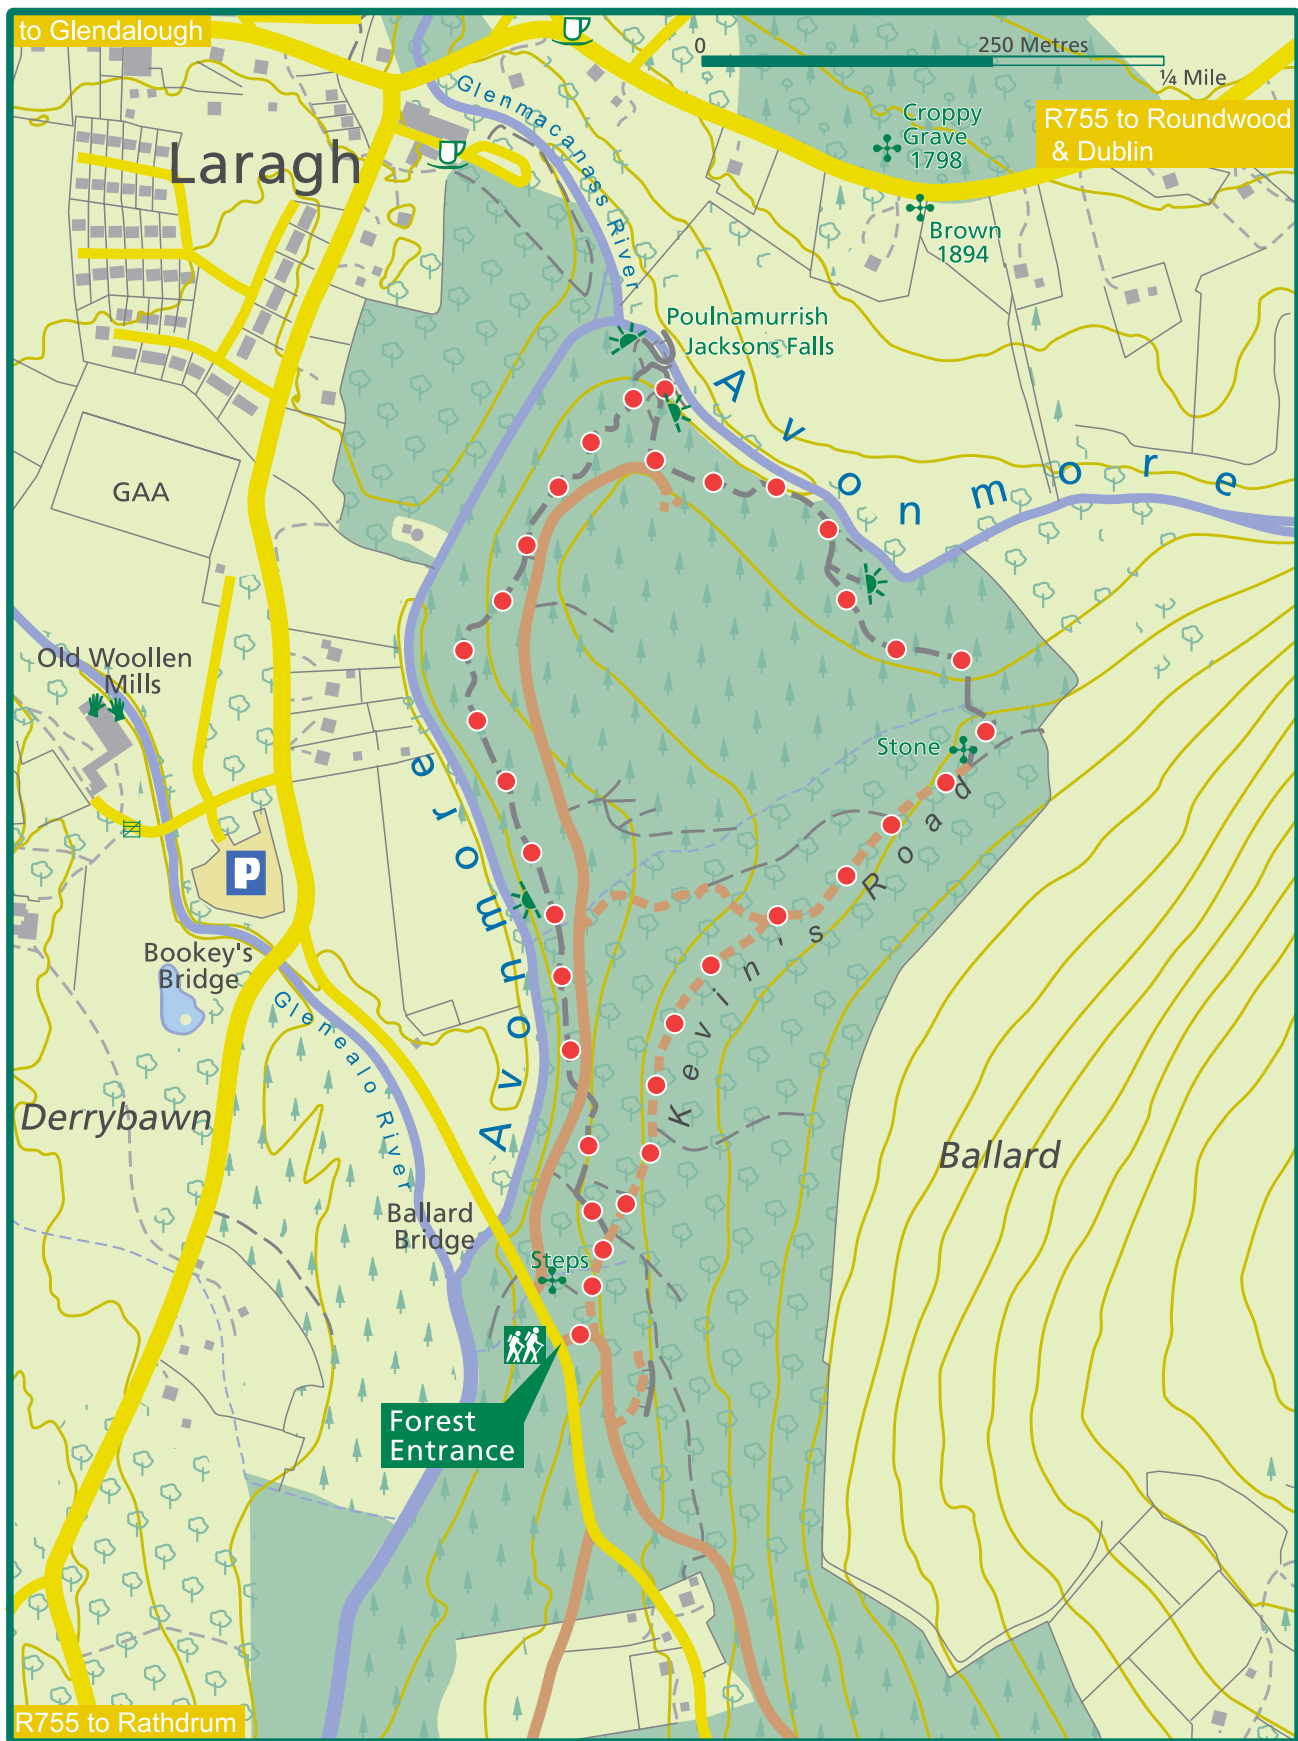 to Glendalough
0 250 Metres
¼ Mile
Glenmacanass River
Croppy
Grave
1798
R755 to Roundwood
& Dublin
Laragh
Brown
1894
Poulnamurrish
Jacksons Falls
Avonmore
GAA
Old Woollen
Mills
Stone
Avonmore
P
Kevin's Road
Bookey's
Bridge
Glenealo River
Derrybawn
Ballard
Ballard
Bridge
Steps
Forest
Entrance
R755 to Rathdrum